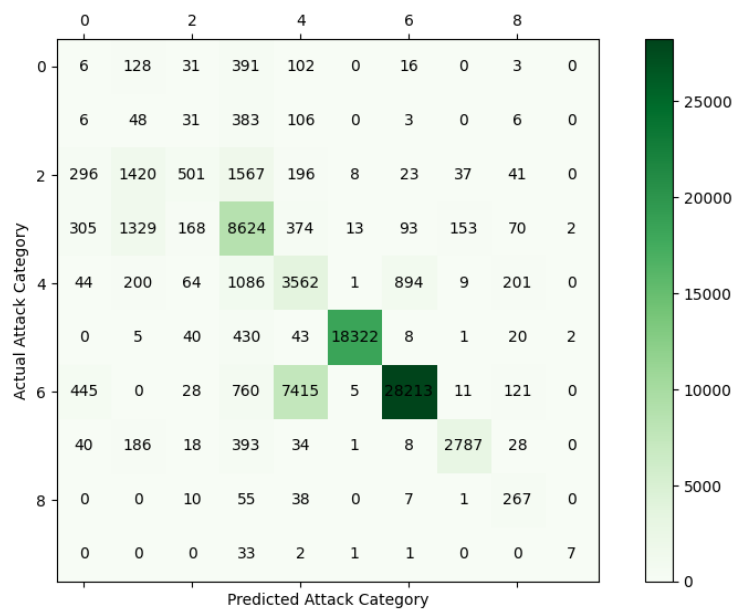 0 2 4 6 8
0 6 128 31 391 102 0 16 0 3 0
6 48 31 383 106 0 3 0 6 0
2 296 1420 501 1567 196 8 23 37 41 0
305 1329 168 8624 374 13 93 153 70 2
4 44 200 64 1086 3562 1 894 9 201 0
0 5 40 430 43 18322 8 1 20 2
6 445 0 28 760 7415 5 28213 11 121 0
40 186 18 393 34 1 8 2787 28 0
8 0 0 10 55 38 0 7 1 267 0
0 0 0 33 2 1 1 0 0 7
Actual Attack Category
Predicted Attack Category
25000
20000
15000
10000
5000
0